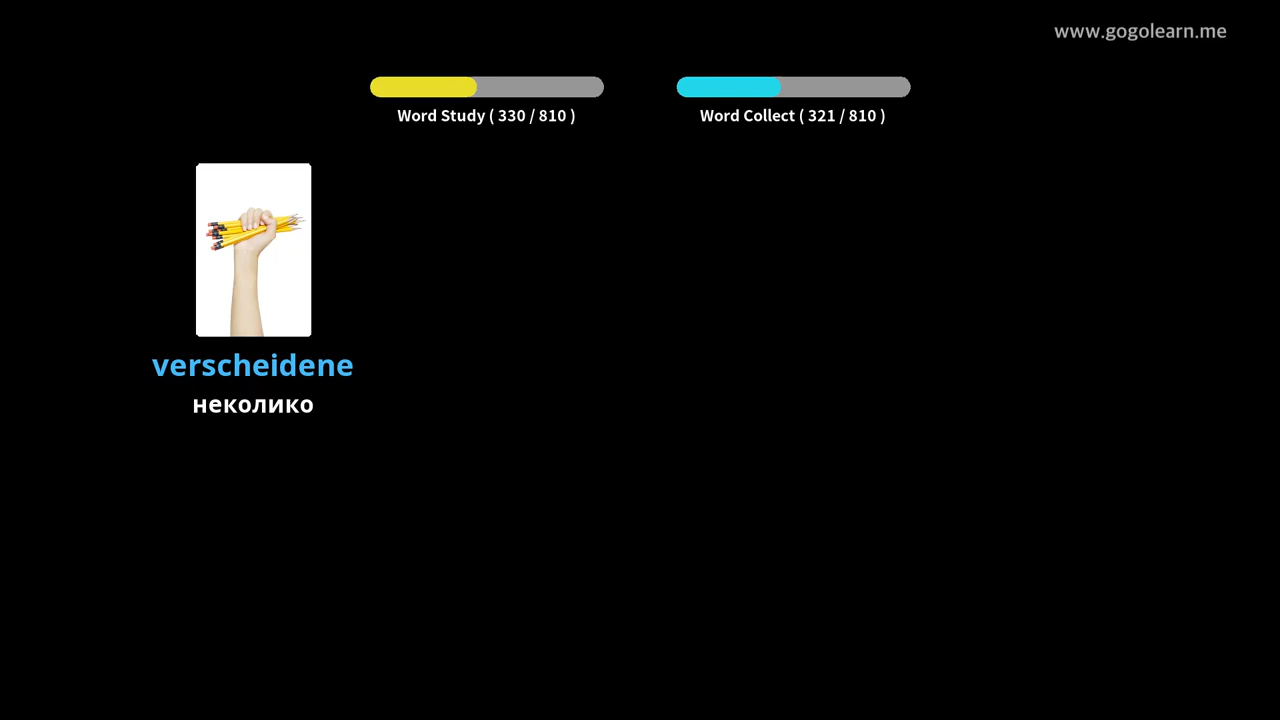 www.gogolearn.me
Word Study ( 330 / 810 )
Word Collect ( 321 / 810 )
verscheidene
неколико